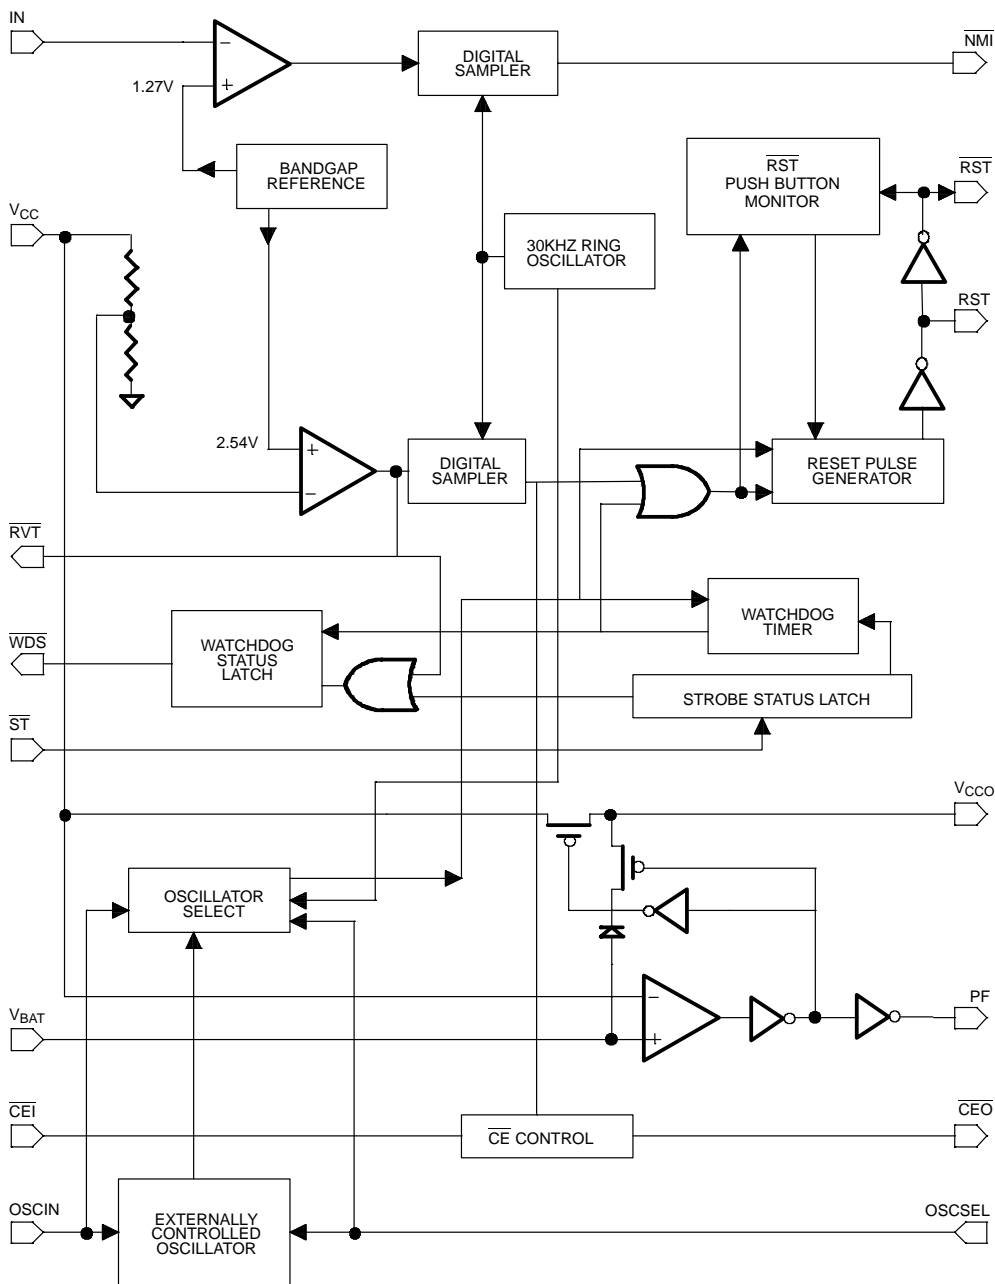 IN
NMI
DIGITAL
SAMPLER
1.27V
BANDGAP
REFERENCE
RST
PUSH BUTTON
MONITOR
RST
VCC
30KHZ RING
OSCILLATOR
RST
2.54V
DIGITAL
SAMPLER
RESET PULSE
GENERATOR
RVT
WATCHDOG
TIMER
WDS
WATCHDOG
STATUS
LATCH
STROBE STATUS LATCH
ST
VCCO
OSCILLATOR
SELECT
VBAT
PF
CEI
CE CONTROL
CEO
OSCIN
EXTERNALLY
CONTROLLED
OSCILLATOR
OSCSEL